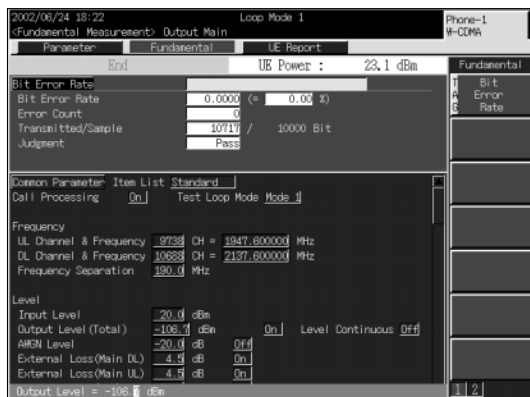 2002/06/24 18:22 Loop Mode 1 Phone-1
<Fundamental Measurement> Output Main W-CDMA
Parameter Fundamental UE Report
End UE Power : 23.1 dBm Fundamental
Bit Error Rate
Bit Error Rate 0.0000 (= 0.00 %)
Error Count 0
Transmitted/Sample 10717 / 10000 Bit
Judgment Pass
TAG Bit Error Rate
Common Parameter Item List Standard
Call Processing On Test Loop Mode Mode 1
Frequency
UL Channel & Frequency 9738 CH = 1947.600000 MHz
DL Channel & Frequency 10688 CH = 2137.600000 MHz
Frequency Separation 190.0 MHz
Level
Input Level 20.0 dBm
Output Level(Total) -106.7 dBm On Level Continuous Off
AWGN Level -20.0 dB Off
External Loss(Main DL) 4.5 dB On
External Loss(Main UL) 4.5 dB On
Output Level = -106.7 dBm
1 2